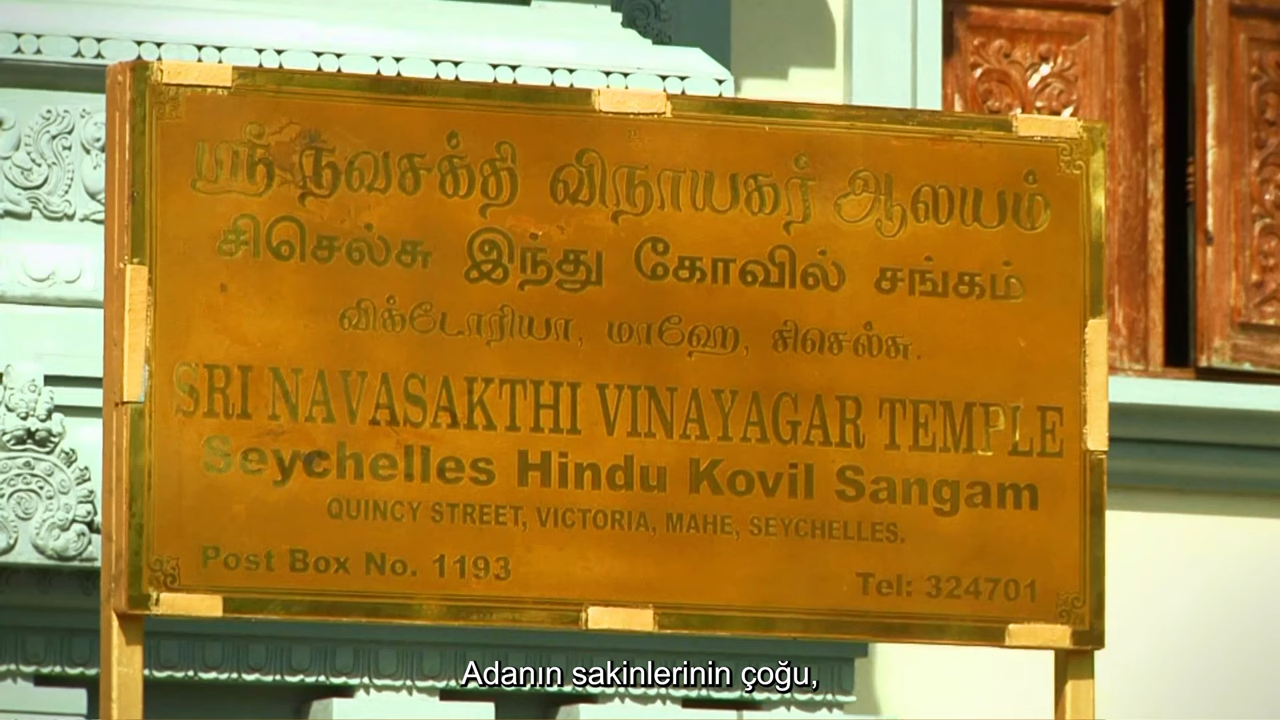 ஸ்ரீ நவசக்தி விநாயகர் ஆலயம்
சிசெல்சு இந்து கோவில் சங்கம்
விக்டோரியா, மாஹே, சிசெல்சு.
SRI NAVASAKTHI VINAYAGAR TEMPLE
Seychelles Hindu Kovil Sangam
QUINCY STREET, VICTORIA, MAHE, SEYCHELLES.
Post Box No. 1193
Tel: 324701
Adanın sakinlerinin çoğu,